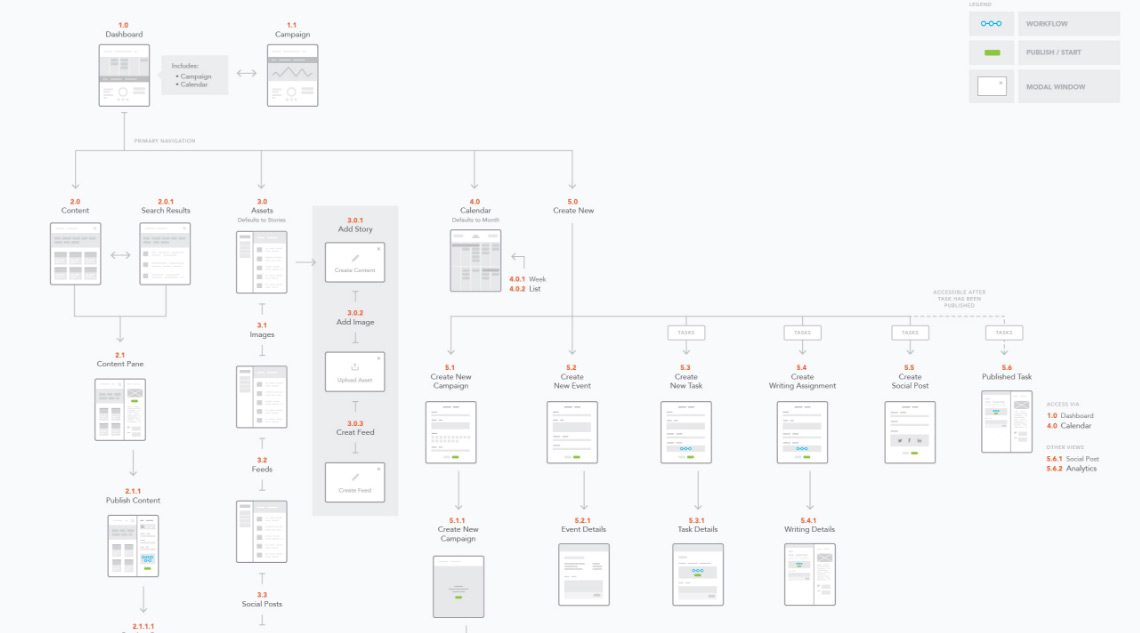 LEGEND
WORKFLOW
PUBLISH / START
MODAL WINDOW
1.0
Dashboard
Includes:
• Campaign
• Calendar
1.1
Campaign
PRIMARY NAVIGATION
2.0
Content
2.0.1
Search Results
3.0
Assets
Defaults to Stories
3.0.1
Add Story
Create Content
3.0.2
Add Image
Upload Asset
3.0.3
Creat Feed
Create Feed
4.0
Calendar
Defaults to Month
4.0.1 Week
4.0.2 List
5.0
Create New
ACCESSIBLE AFTER
TASK HAS BEEN
PUBLISHED
TASKS
TASKS
TASKS
TASKS
2.1
Content Pane
3.1
Images
5.1
Create New
Campaign
5.2
Create
New Event
5.3
Create
New Task
5.4
Create
Writing Assignment
5.5
Create
Social Post
5.6
Published Task
ACCESS VIA
1.0 Dashboard
4.0 Calendar
OTHER VIEWS
5.6.1 Social Post
5.6.2 Analytics
3.2
Feeds
2.1.1
Publish Content
5.1.1
Create New
Campaign
5.2.1
Event Details
5.3.1
Task Details
5.4.1
Writing Details
3.3
Social Posts
2.1.1.1